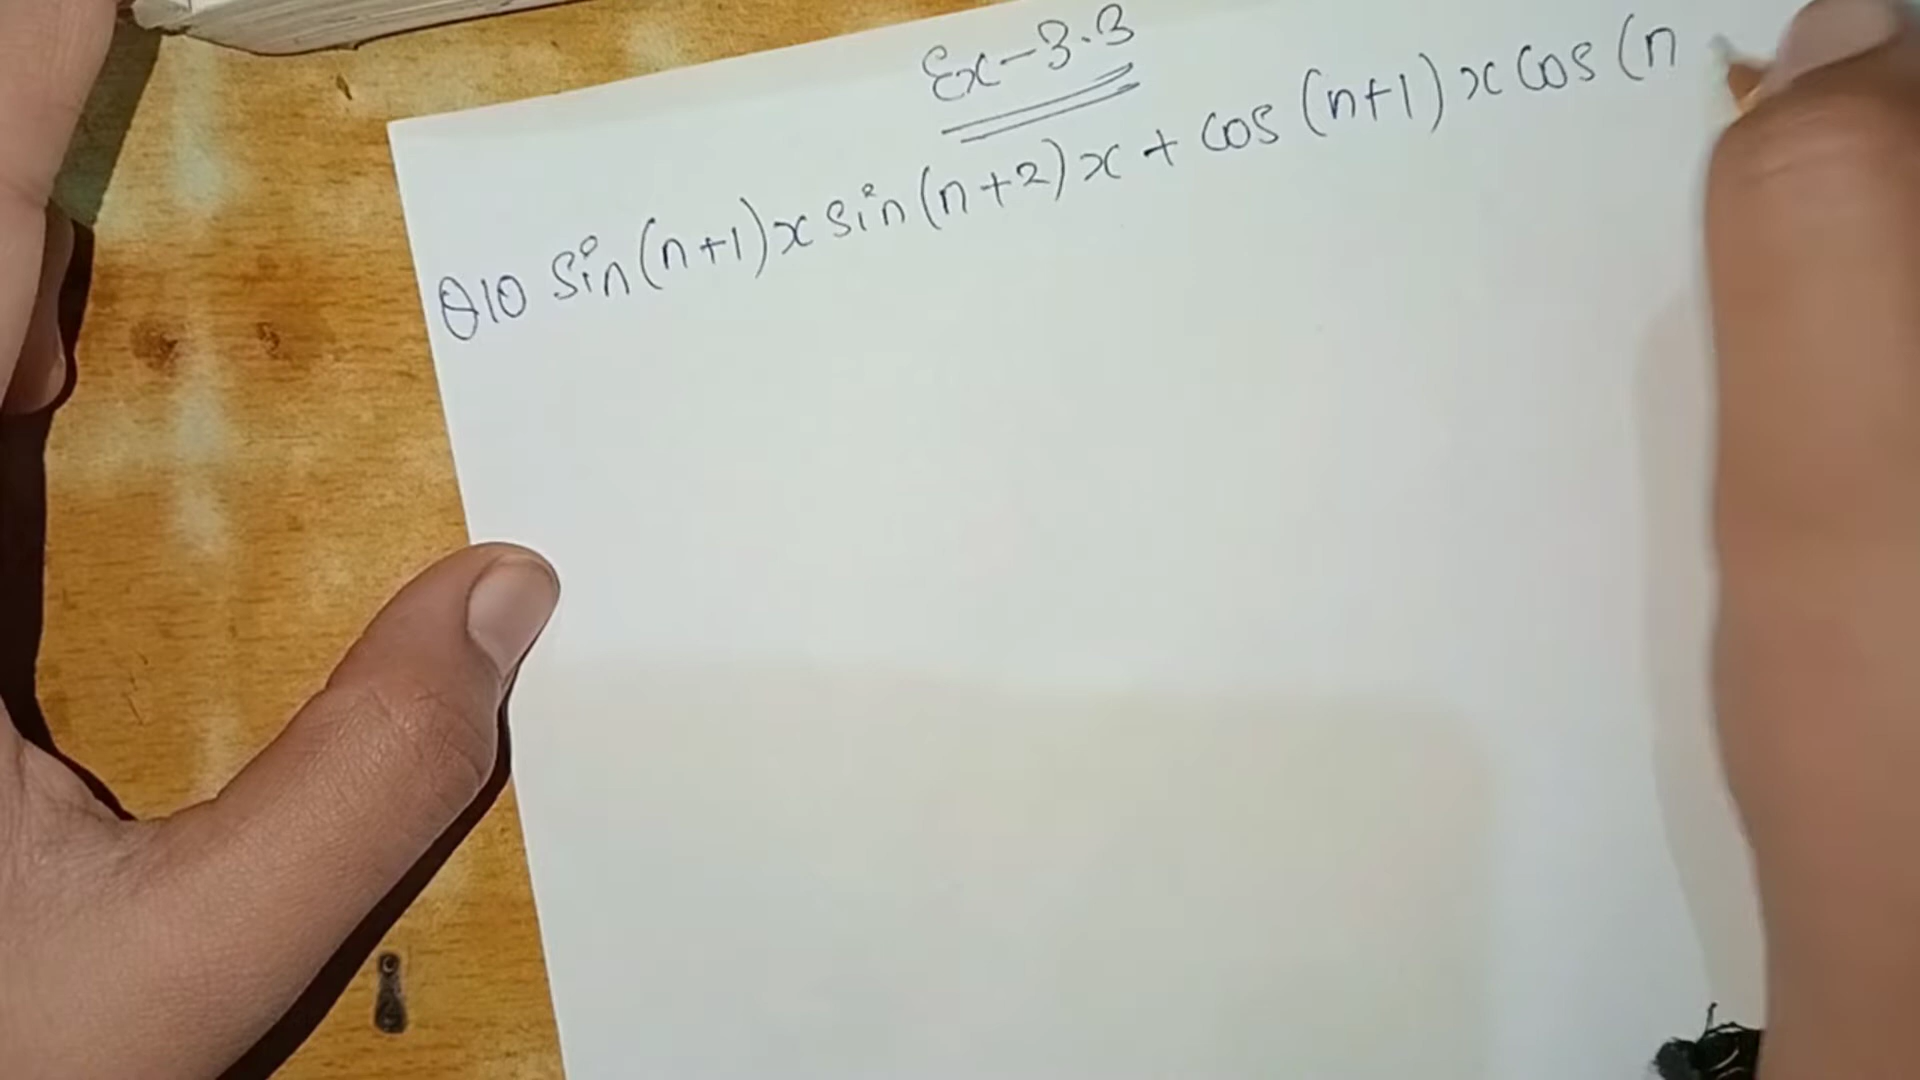 Ex-3.3
Q10 sin(n+1)x sin(n+2)x + cos(n+1)x cos(n